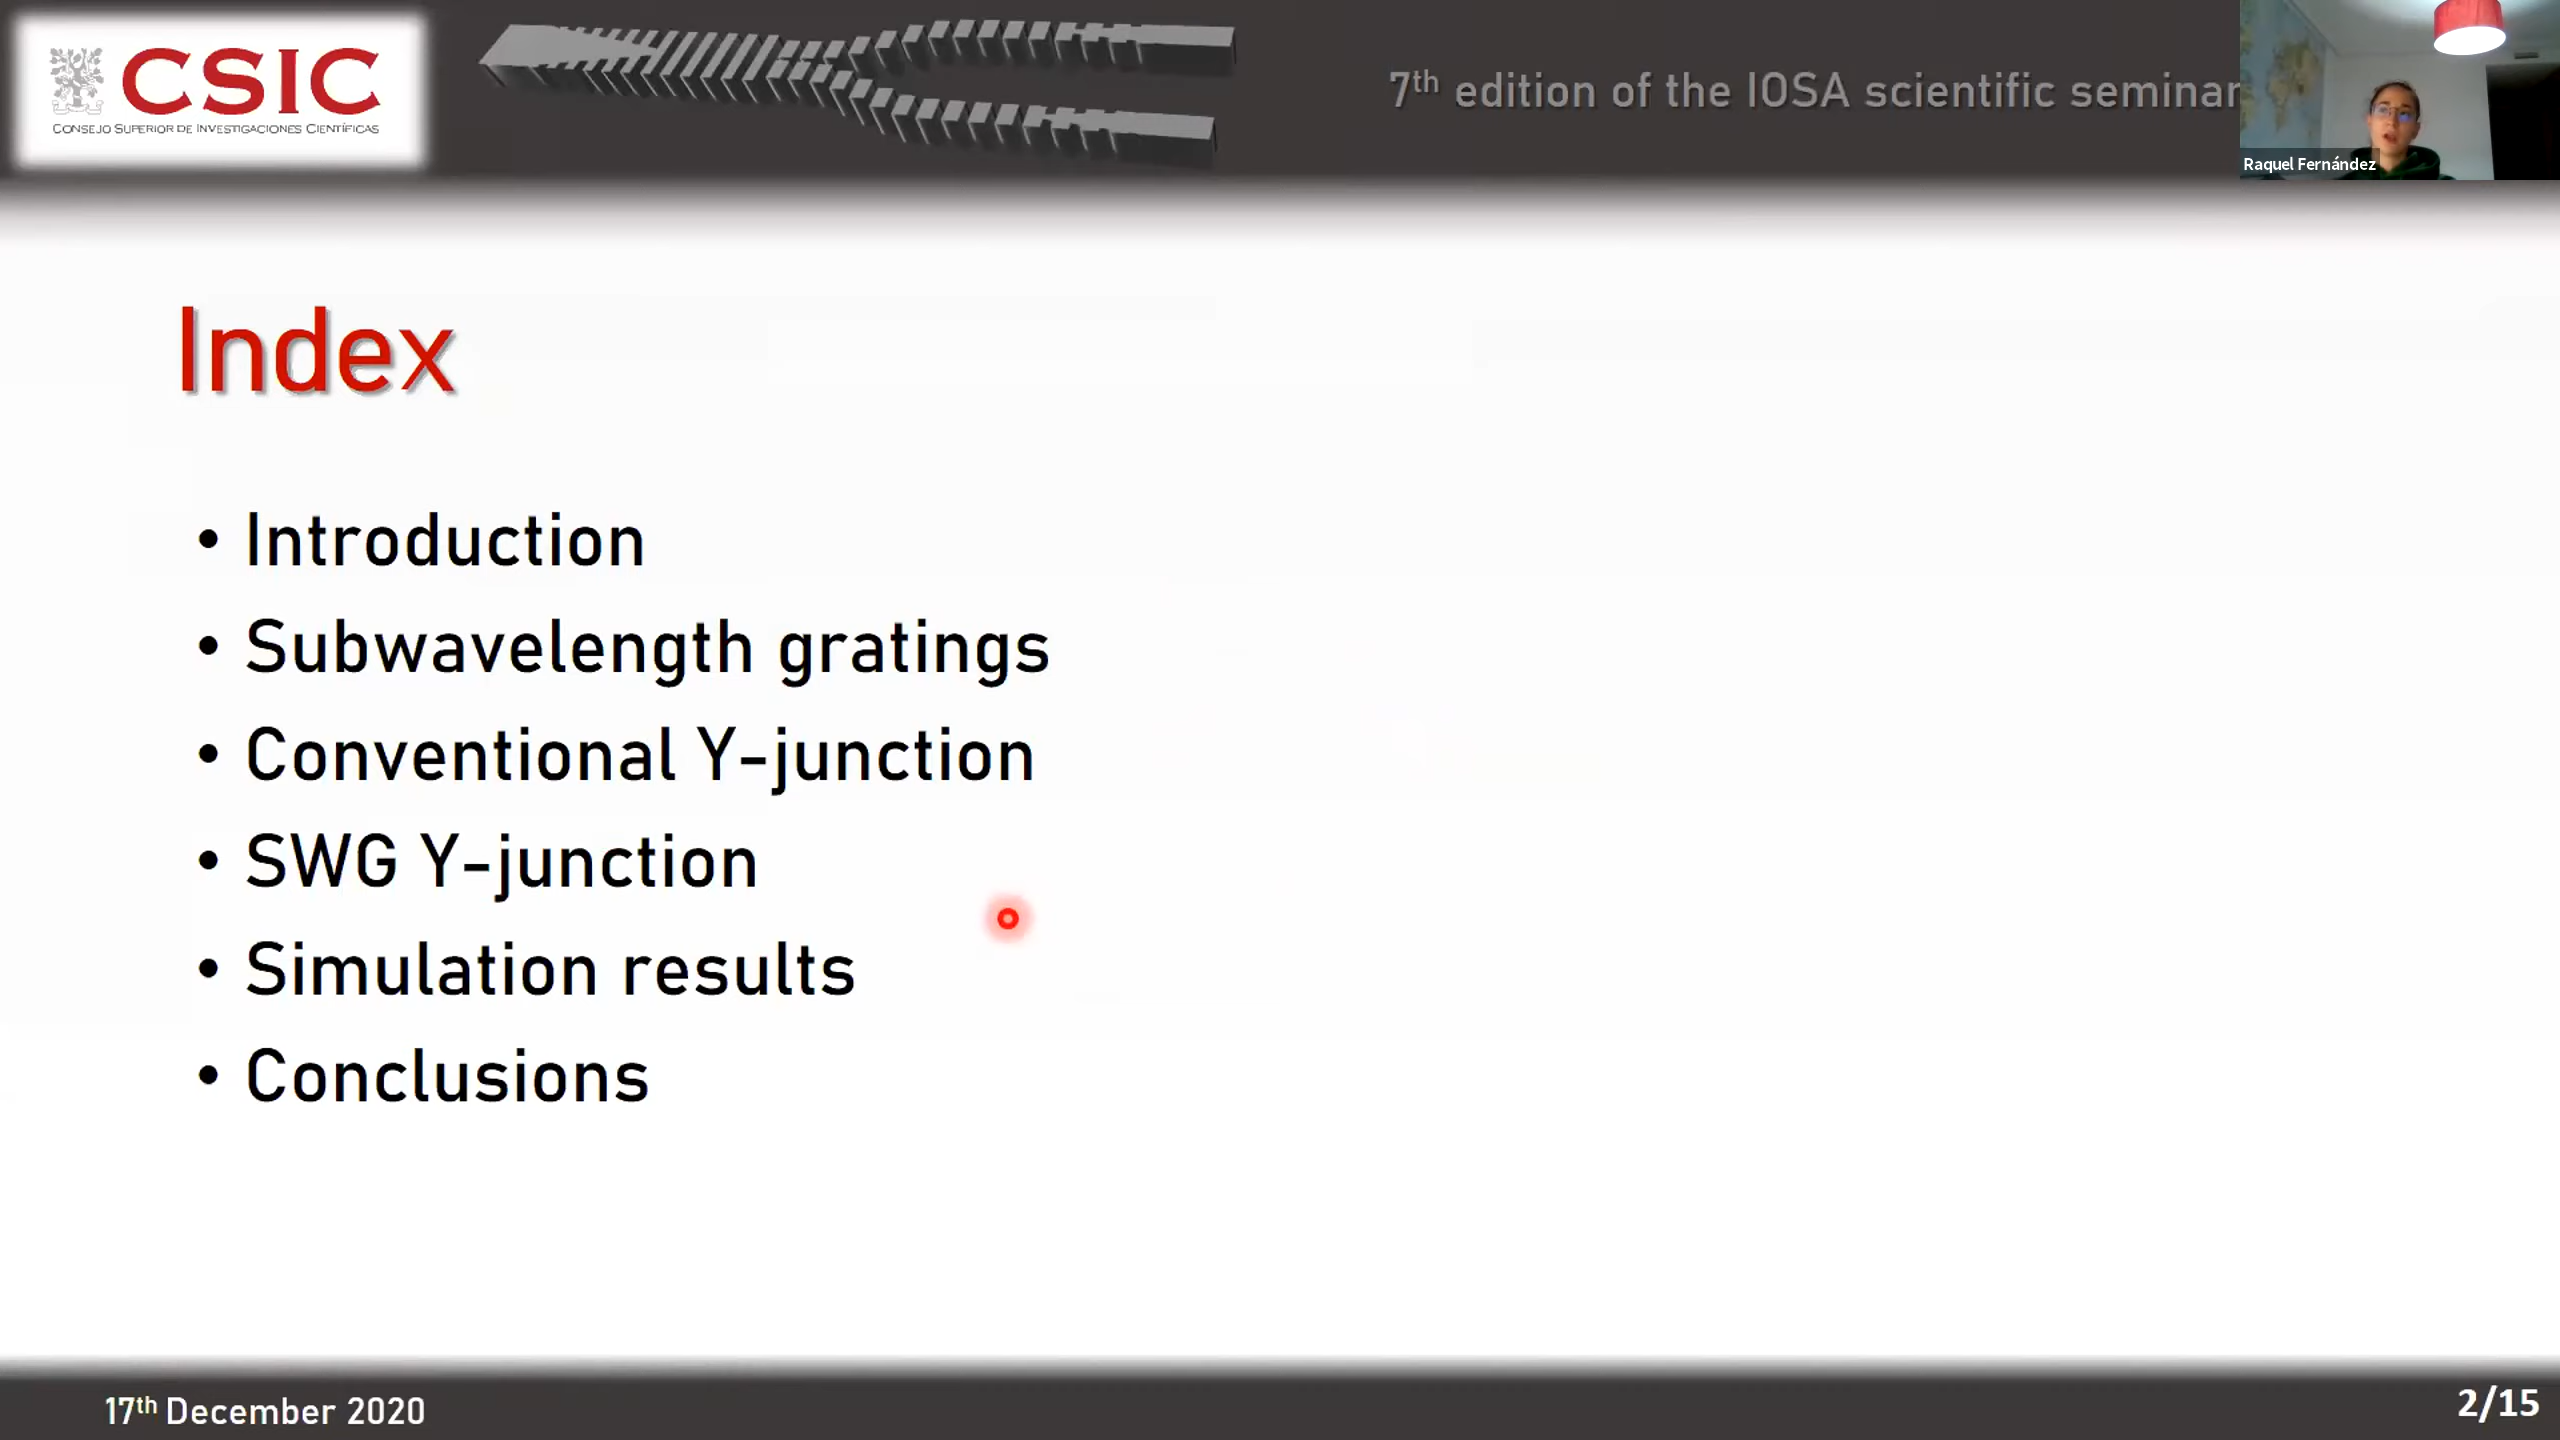 CSIC
CONSEJO SUPERIOR DE INVESTIGACIONES CIENTÍFICAS
7th edition of the IOSA scientific seminar
Raquel Fernández
Index
• Introduction
• Subwavelength gratings
• Conventional Y-junction
• SWG Y-junction
• Simulation results
• Conclusions
17th December 2020
2/15